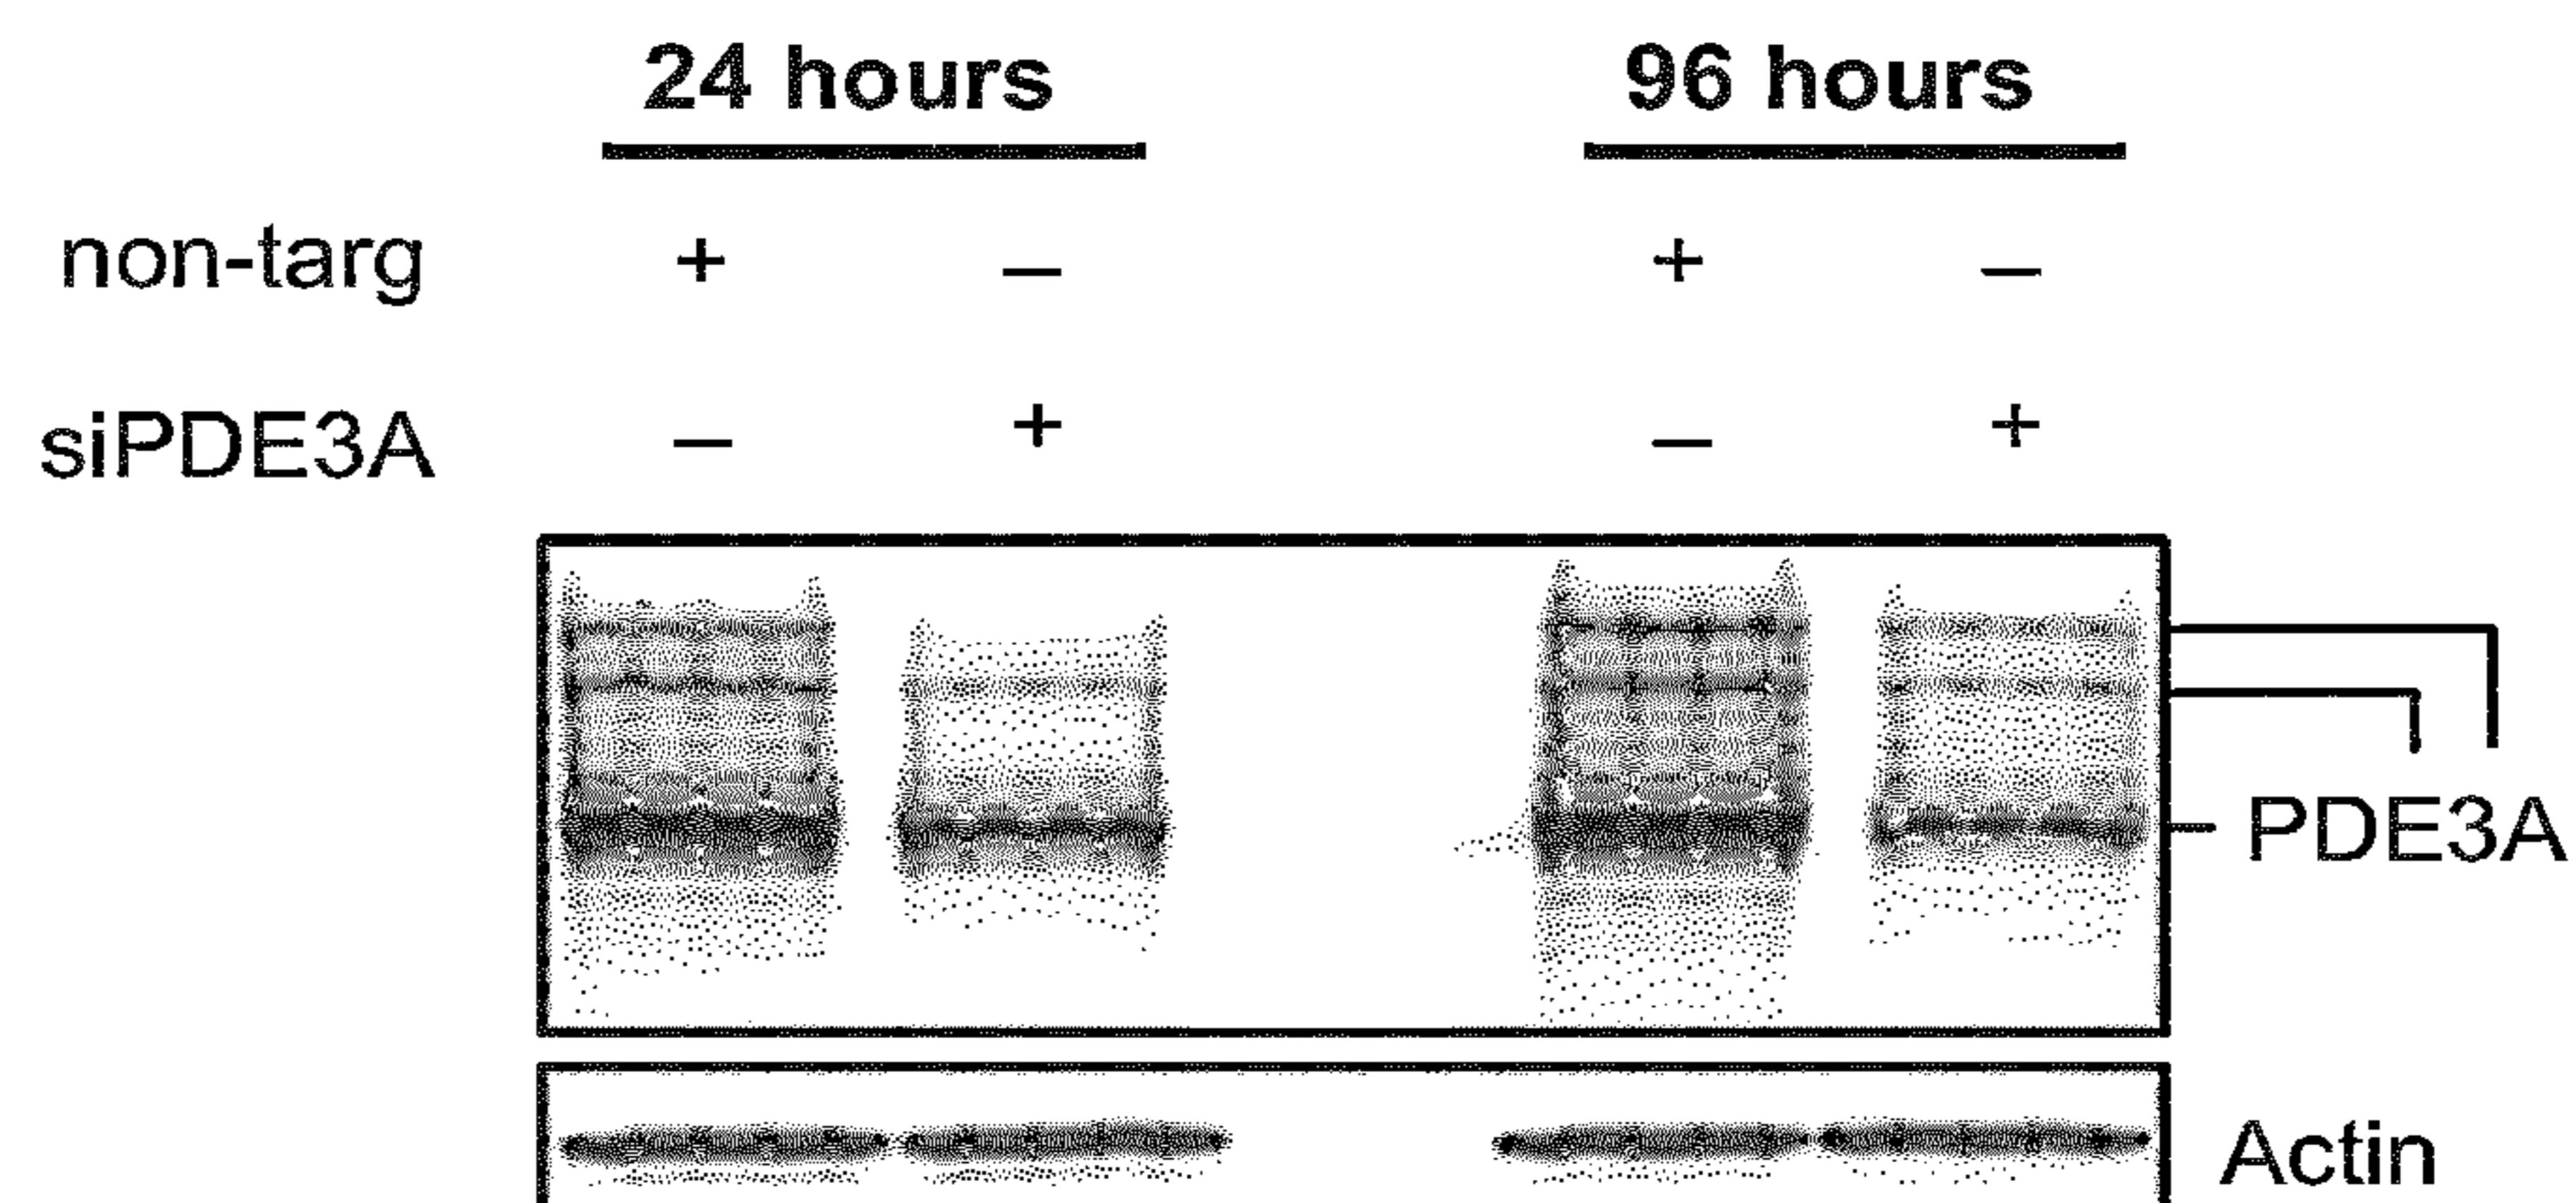 24 hours 96 hours
non-targ + – + –
siPDE3A – + – +
PDE3A
Actin